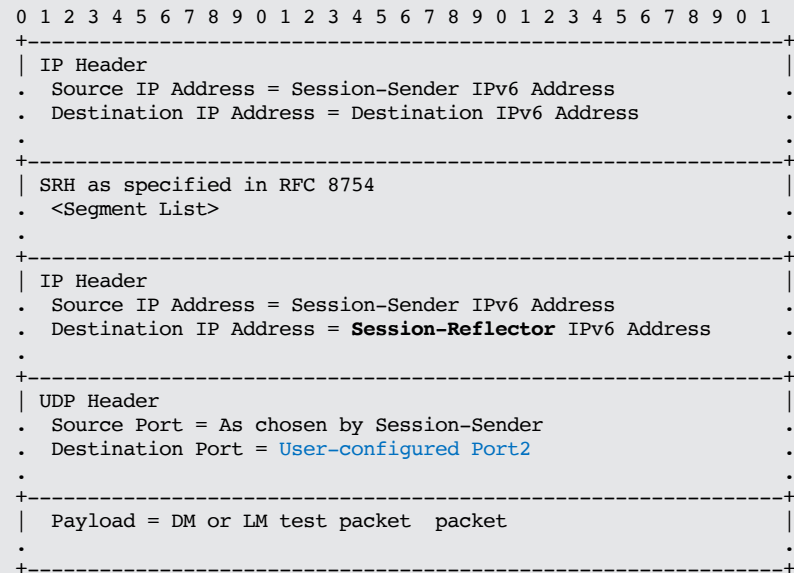 0 1 2 3 4 5 6 7 8 9 0 1 2 3 4 5 6 7 8 9 0 1 2 3 4 5 6 7 8 9 0 1
+---------------------------------------------------------------+
| IP Header                                                     |
.  Source IP Address = Session-Sender IPv6 Address              .
.  Destination IP Address = Destination IPv6 Address            .
.                                                               .
+---------------------------------------------------------------+
| SRH as specified in RFC 8754                                  |
.  <Segment List>                                               .
.                                                               .
+---------------------------------------------------------------+
| IP Header                                                     |
.  Source IP Address = Session-Sender IPv6 Address              .
.  Destination IP Address = Session-Reflector IPv6 Address      .
.                                                               .
+---------------------------------------------------------------+
| UDP Header                                                    |
.  Source Port = As chosen by Session-Sender                    .
.  Destination Port = User-configured Port2                     .
.                                                               .
+---------------------------------------------------------------+
|  Payload = DM or LM test packet  packet                       |
.                                                               .
+---------------------------------------------------------------+